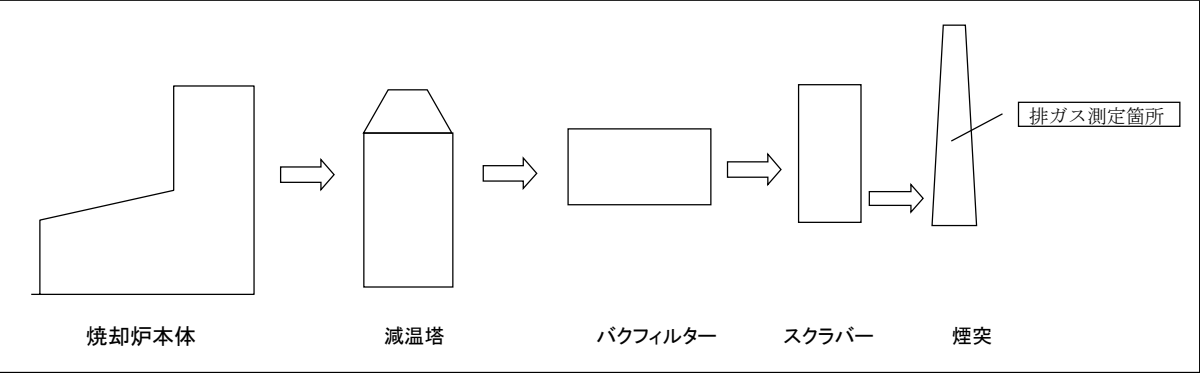 排ガス測定箇所
焼却炉本体
減温塔
バクフィルター
スクラバー
煙突